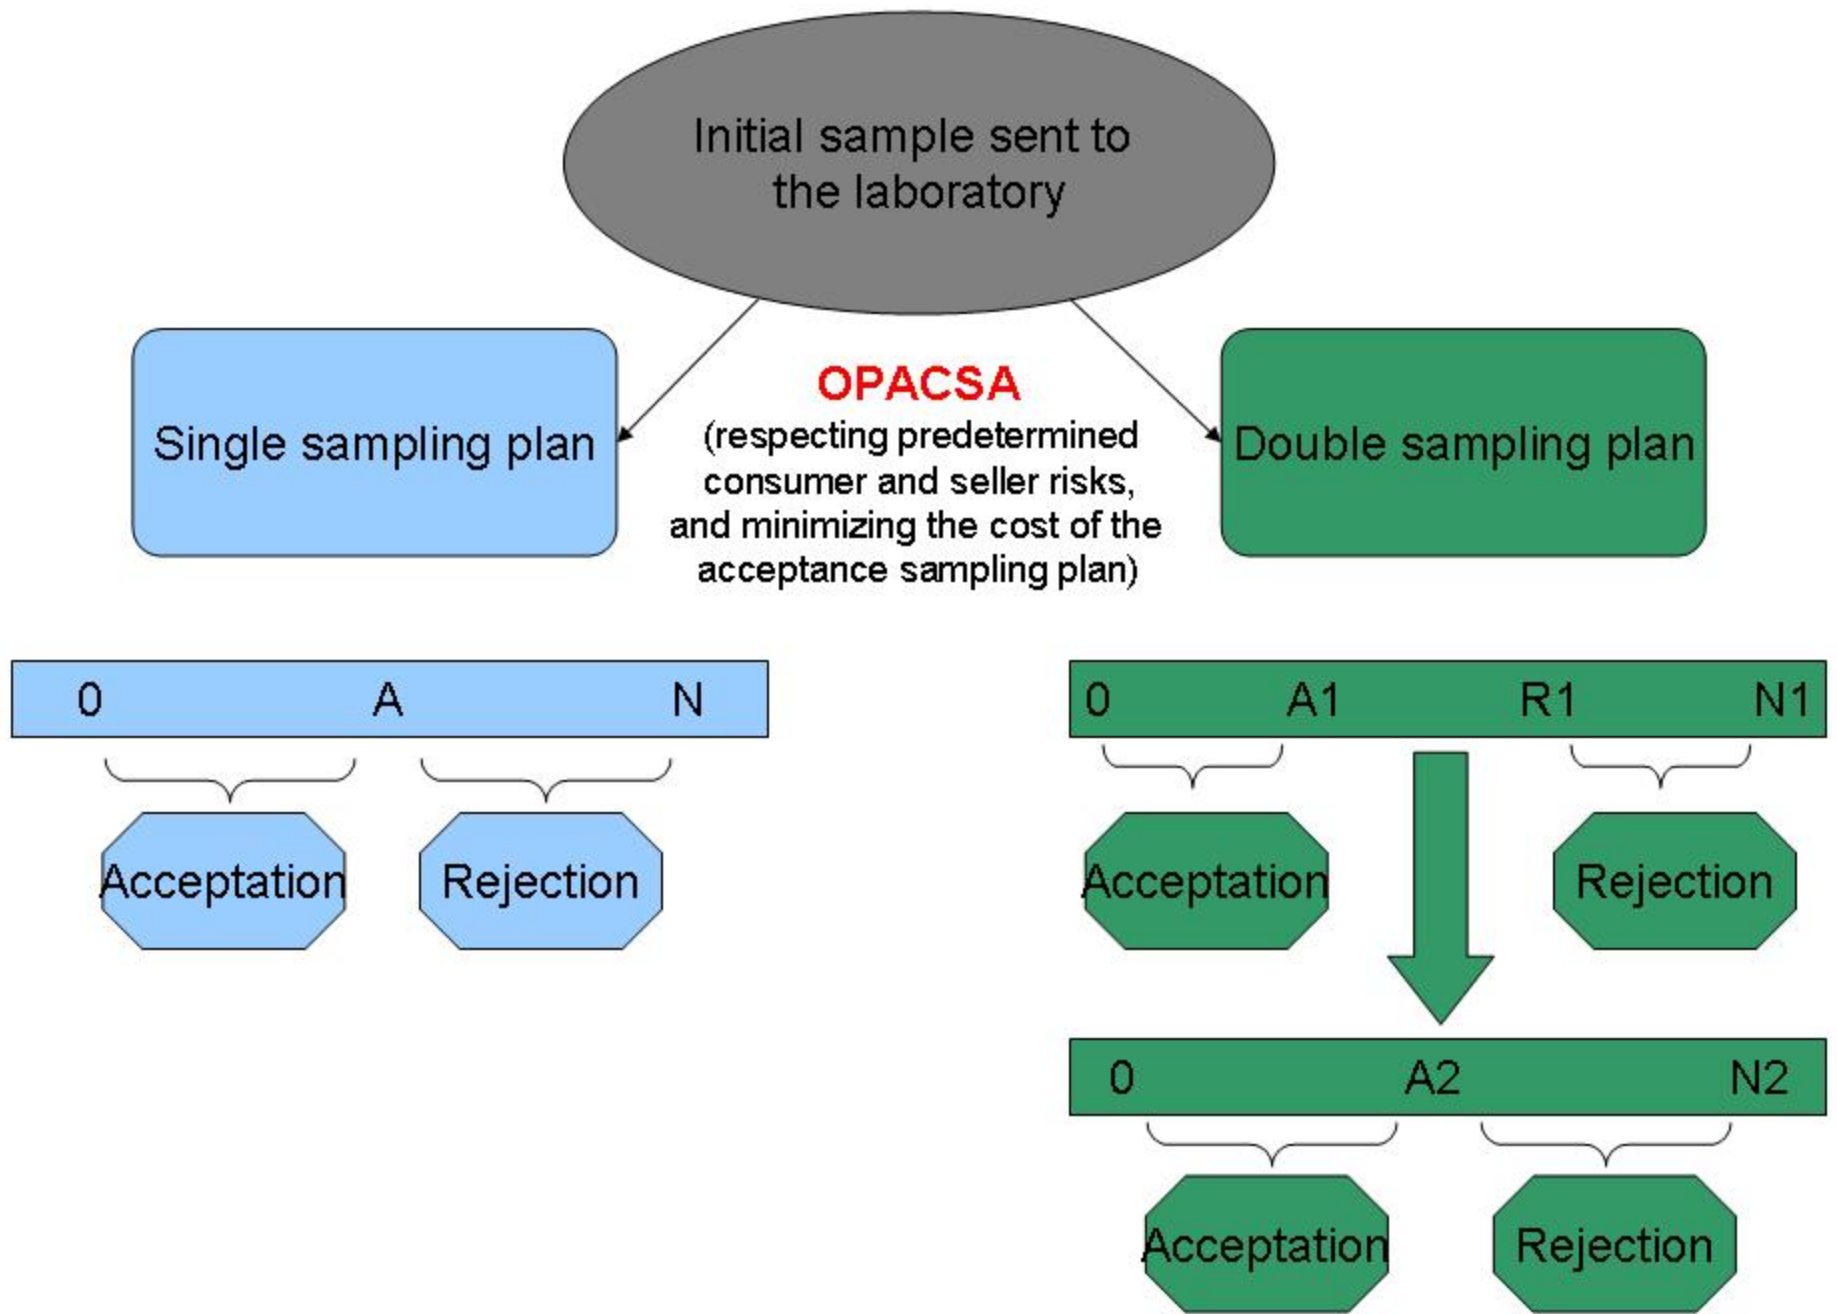 Initial sample sent to
the laboratory
Single sampling plan
OPACSA
(respecting predetermined
consumer and seller risks,
and minimizing the cost of the
acceptance sampling plan)
Double sampling plan
0 A N
Acceptation Rejection
0 A1 R1 N1
Acceptation Rejection
0 A2 N2
Acceptation Rejection